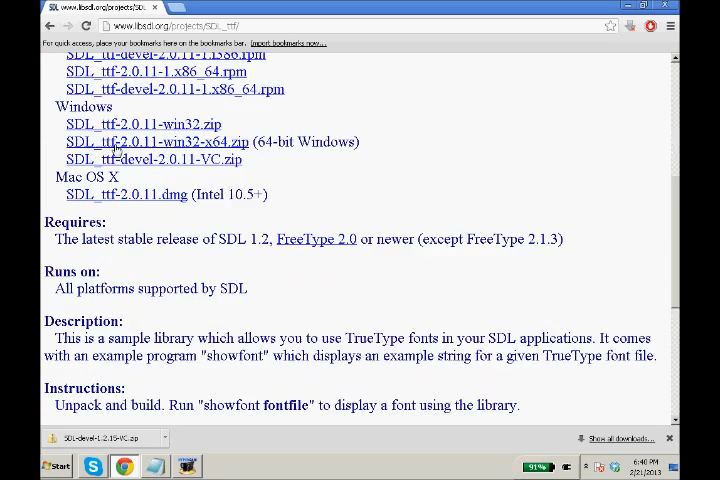 SDL www.libsdl.org/projects/SDL_
www.libsdl.org/projects/SDL_ttf/
For quick access, place your bookmarks here on the bookmarks bar. Import bookmarks now...
SDL_ttf-devel-2.0.11-1.i386.rpm
SDL_ttf-2.0.11-1.x86_64.rpm
SDL_ttf-devel-2.0.11-1.x86_64.rpm
Windows
SDL_ttf-2.0.11-win32.zip
SDL_ttf-2.0.11-win32-x64.zip (64-bit Windows)
SDL_ttf-devel-2.0.11-VC.zip
Mac OS X
SDL_ttf-2.0.11.dmg (Intel 10.5+)
Requires:
The latest stable release of SDL 1.2, FreeType 2.0 or newer (except FreeType 2.1.3)
Runs on:
All platforms supported by SDL
Description:
This is a sample library which allows you to use TrueType fonts in your SDL applications. It comes
with an example program "showfont" which displays an example string for a given TrueType font file.
Instructions:
Unpack and build. Run "showfont fontfile" to display a font using the library.
SDL-devel-1.2.15-VC.zip
Show all downloads...
Start
91%
6:40 PM
2/21/2013